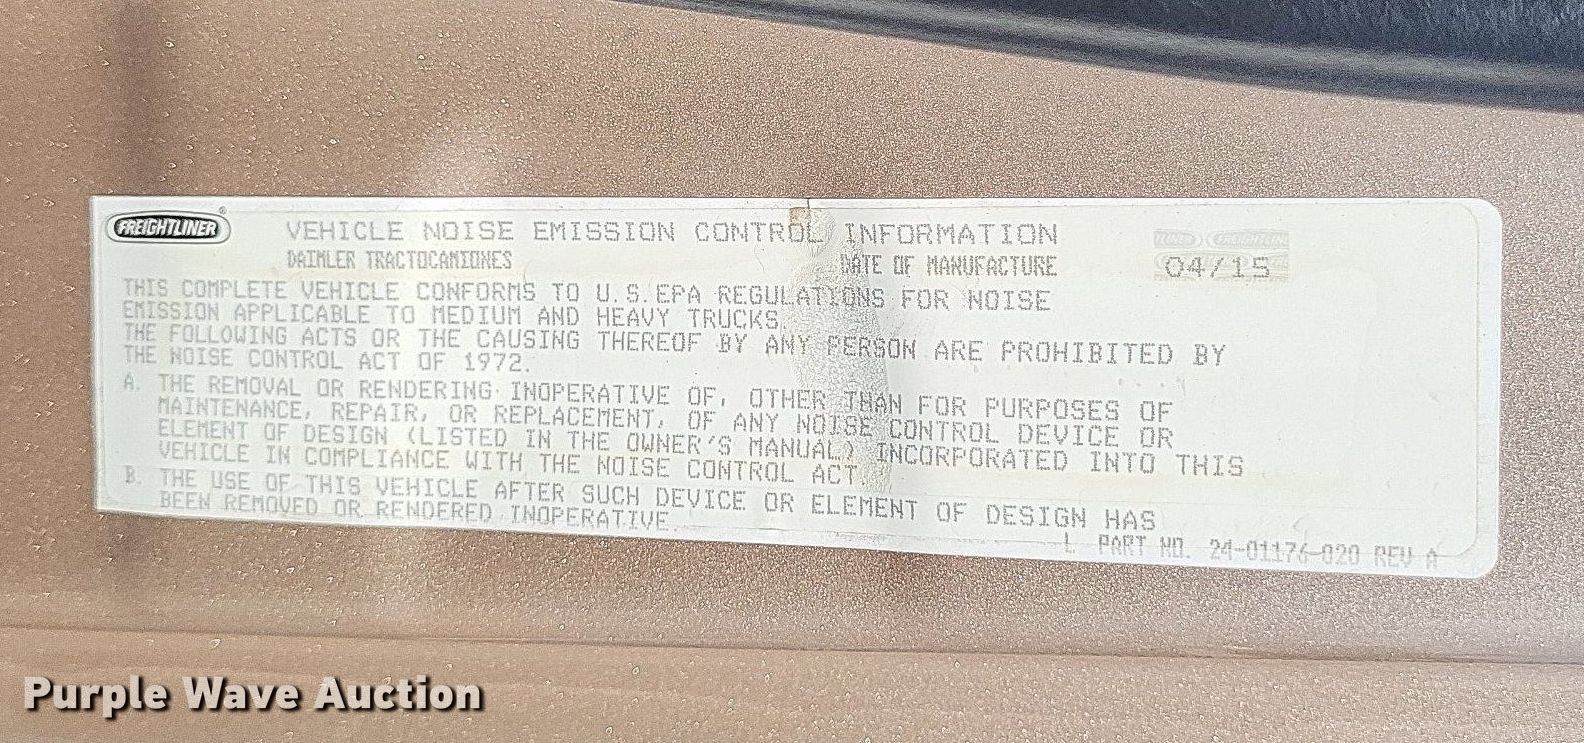 FREIGHTLINER®
VEHICLE NOISE EMISSION CONTROL INFORMATION
DAIMLER TRACTOCAMIONES
DATE OF MANUFACTURE
04/15
THIS COMPLETE VEHICLE CONFORMS TO U.S.EPA REGULATIONS FOR NOISE
EMISSION APPLICABLE TO MEDIUM AND HEAVY TRUCKS.
THE FOLLOWING ACTS OR THE CAUSING THEREOF BY ANY PERSON ARE PROHIBITED BY
THE NOISE CONTROL ACT OF 1972.
A. THE REMOVAL OR RENDERING INOPERATIVE OF, OTHER THAN FOR PURPOSES OF
MAINTENANCE, REPAIR, OR REPLACEMENT, OF ANY NOISE CONTROL DEVICE OR
ELEMENT OF DESIGN (LISTED IN THE OWNER'S MANUAL) INCORPORATED INTO THIS
VEHICLE IN COMPLIANCE WITH THE NOISE CONTROL ACT
B. THE USE OF THIS VEHICLE AFTER SUCH DEVICE OR ELEMENT OF DESIGN HAS
BEEN REMOVED OR RENDERED INOPERATIVE.
L PART NO. 24-01176-020 REV A
Purple Wave Auction